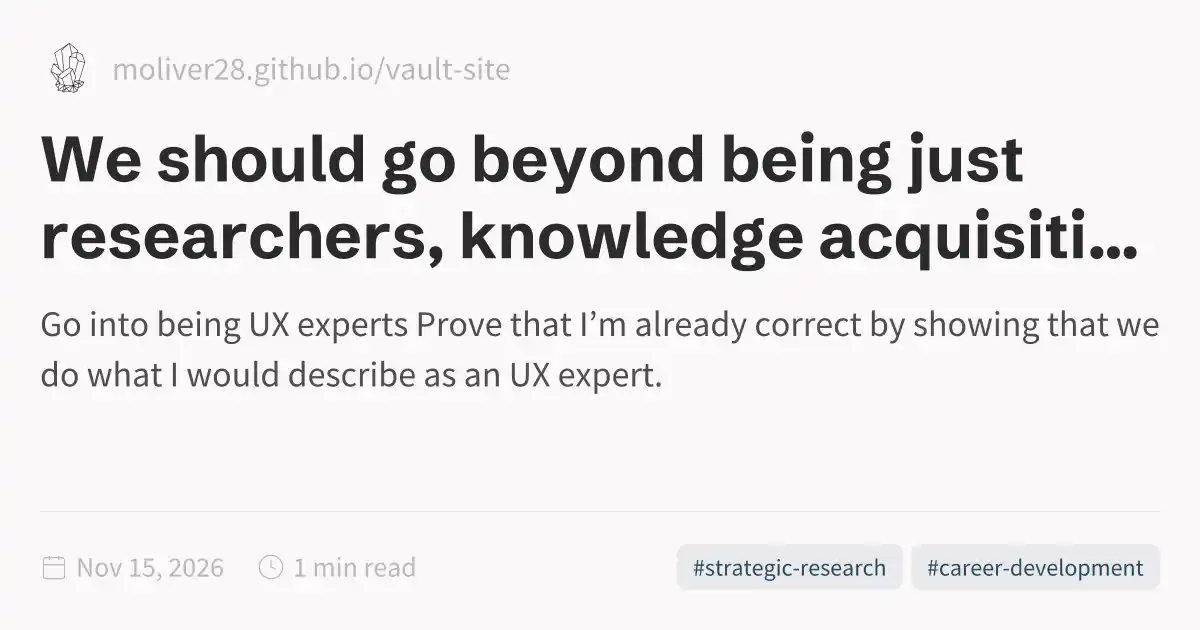 moliver28.github.io/vault-site
We should go beyond being just
researchers, knowledge acquisiti...
Go into being UX experts Prove that I’m already correct by showing that we
do what I would describe as an UX expert.
Nov 15, 2026 1 min read #strategic-research #career-development